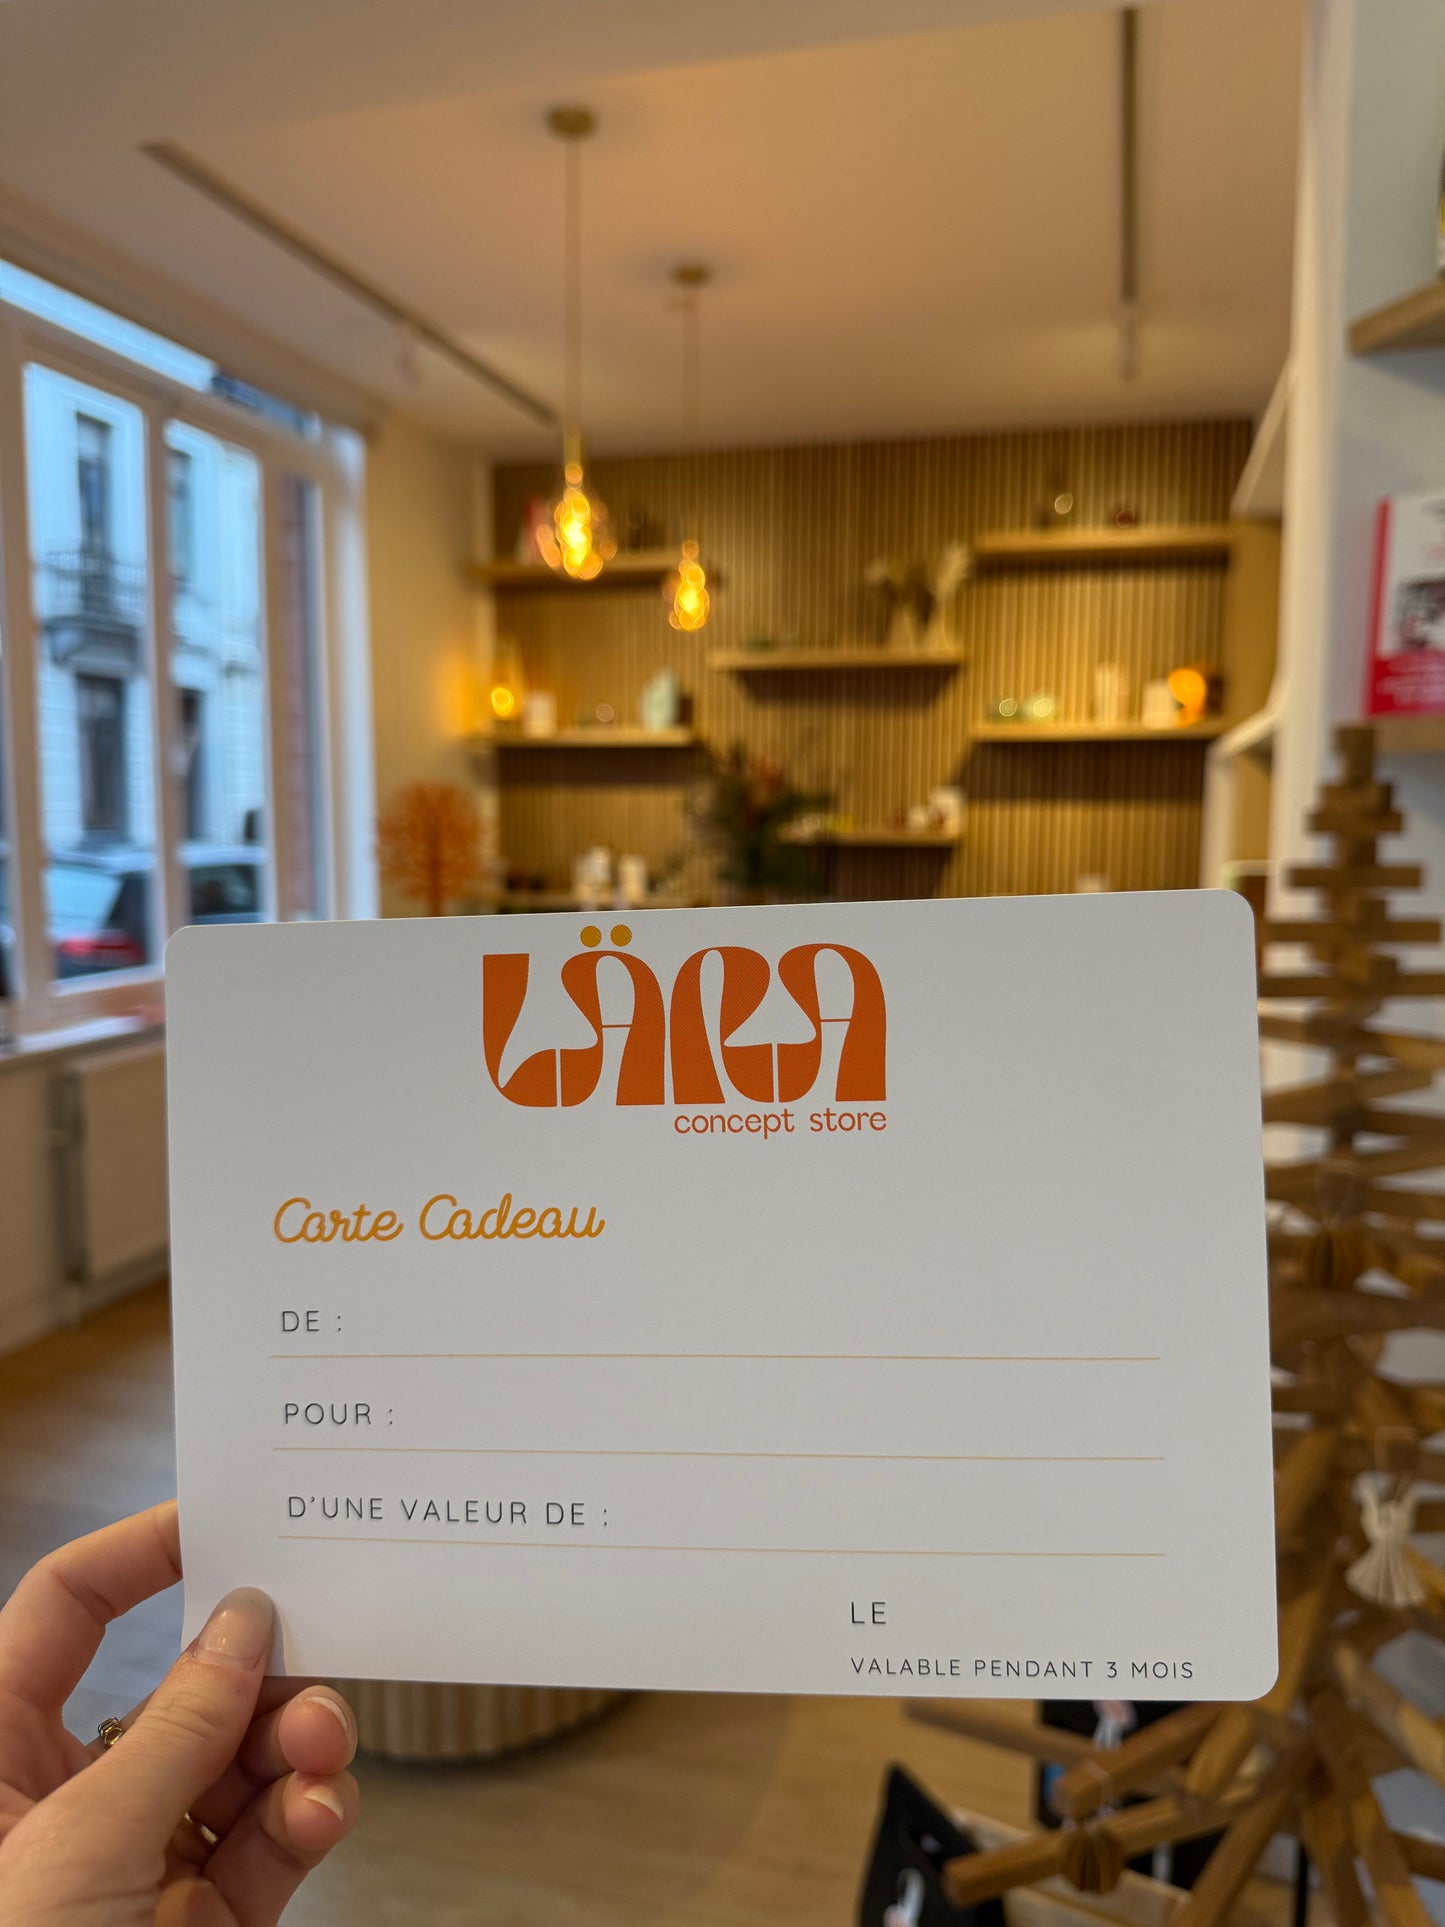 LÄRA
concept store
Carte Cadeau
DE :
POUR :
D'UNE VALEUR DE :
LE
VALABLE PENDANT 3 MOIS